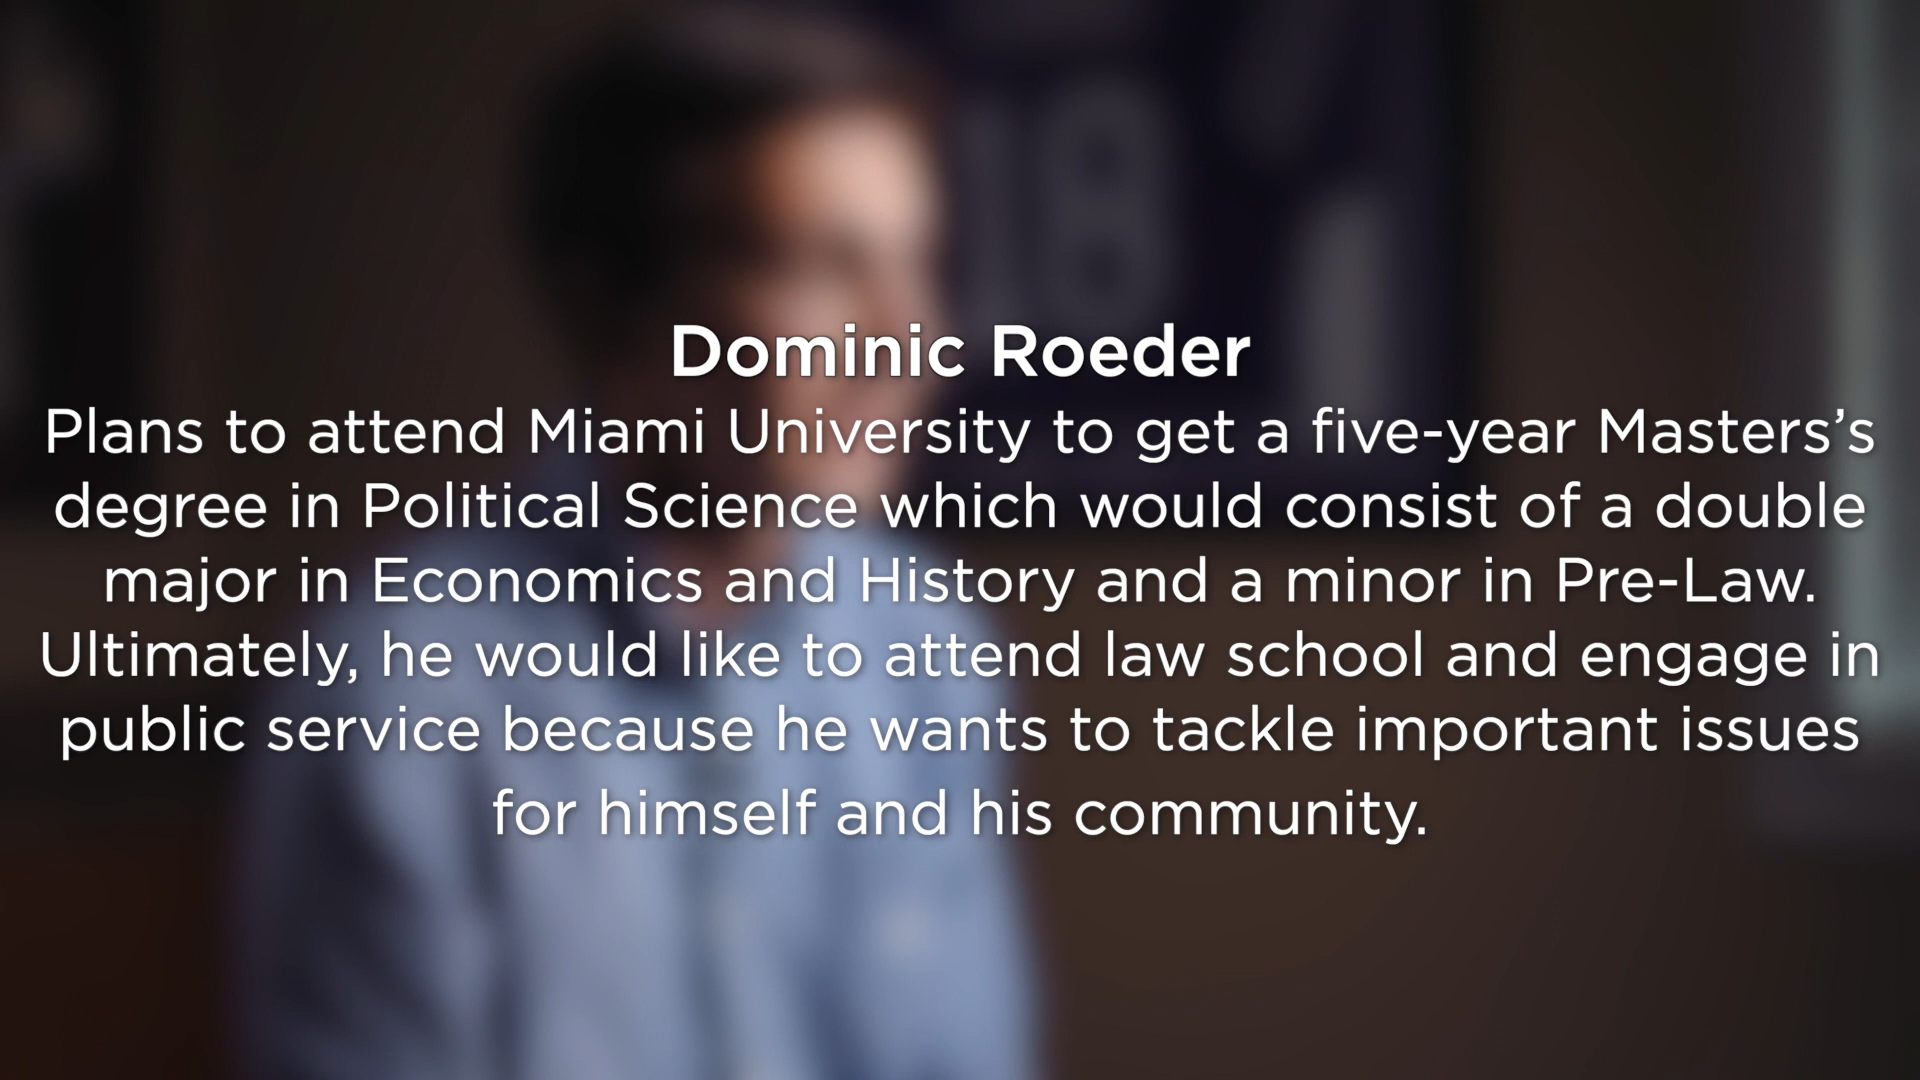 18
Dominic Roeder
Plans to attend Miami University to get a five-year Masters’s
degree in Political Science which would consist of a double
major in Economics and History and a minor in Pre-Law.
Ultimately, he would like to attend law school and engage in
public service because he wants to tackle important issues
for himself and his community.